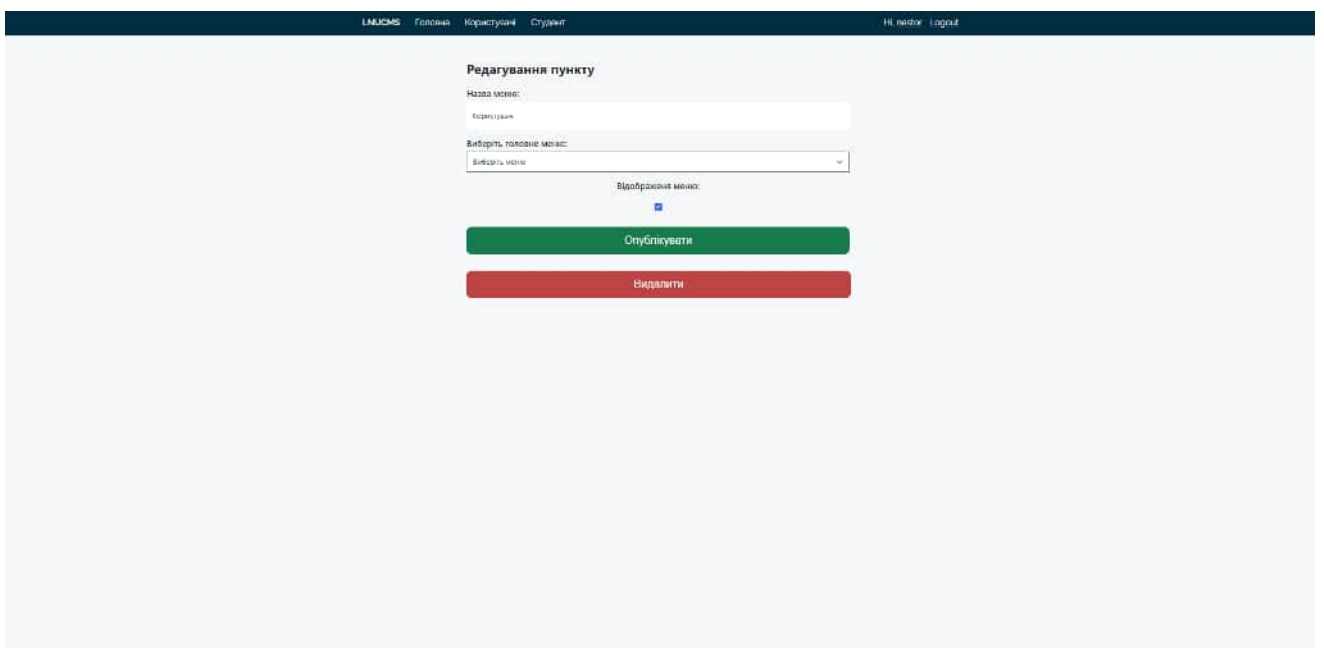 LNUCMS Головна Користувачі Студент Hi, nestor Logout
Редагування пункту
Назва меню:
Користувачі
Виберіть головне меню:
Виберіть меню
Відображення меню:
Опублікувати
Видалити